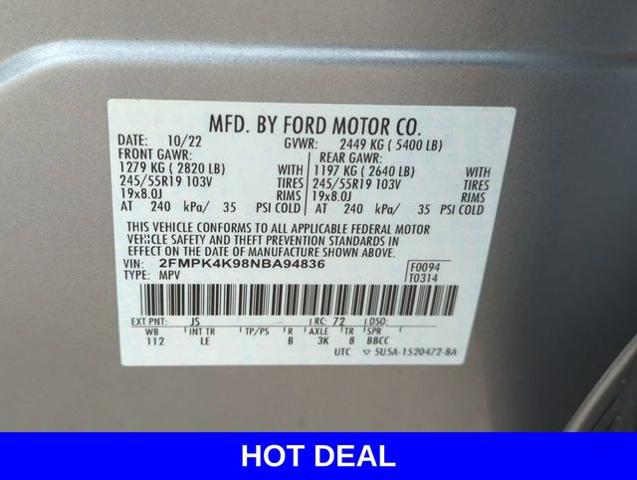 MFD. BY FORD MOTOR CO.
DATE: 10/22 GVWR: 2449 KG ( 5400 LB)
FRONT GAWR: REAR GAWR:
1279 KG ( 2820 LB) WITH 1197 KG ( 2640 LB) WITH
245/55R19 103V TIRES 245/55R19 103V TIRES
19x8.0J RIMS 19x8.0J RIMS
AT 240 kPa/ 35 PSI COLD AT 240 kPa/ 35 PSI COLD
THIS VEHICLE CONFORMS TO ALL APPLICABLE FEDERAL MOTOR
VEHICLE SAFETY AND THEFT PREVENTION STANDARDS IN
EFFECT ON THE DATE OF MANUFACTURE SHOWN ABOVE.
VIN: 2FMPK4K98NBA94836 F0094
TYPE: MPV T0314
EXT PNT: JS RC: 72 DSO:
WB INT TR TP/PS R AXLE TR SPR
112 LE B 3K 8 BBCC
UTC 5U5A-1520472-BA
HOT DEAL